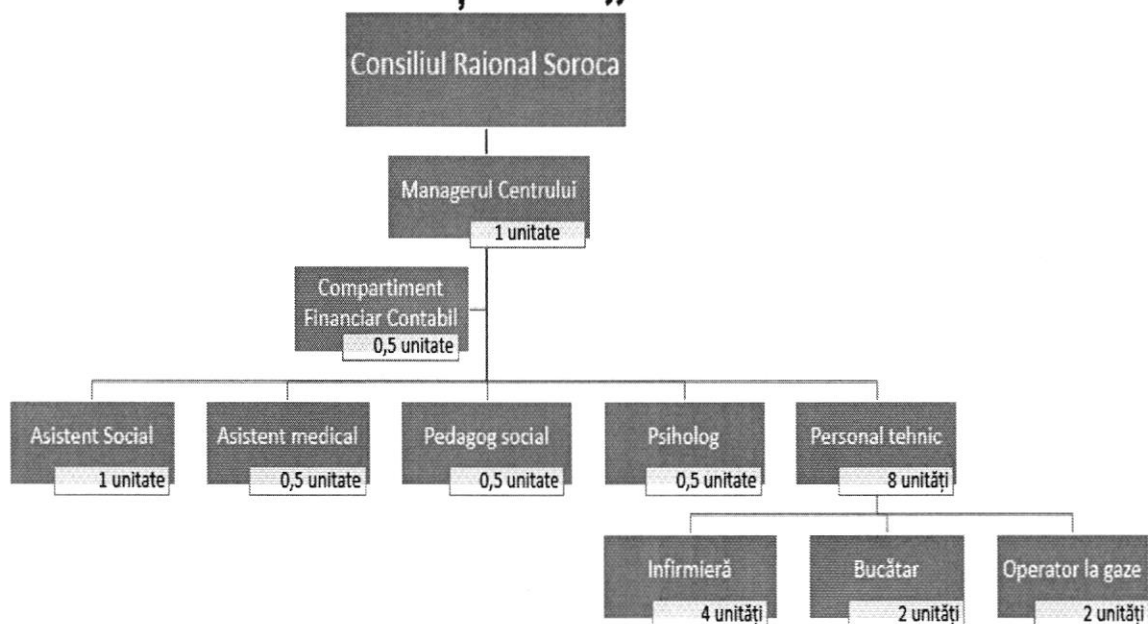 Consiliul Raional Soroca
Managerul Centrului
1 unitate
Compartiment
Financiar Contabil
0,5 unitate
Asistent Social
1 unitate
Asistent medical
0,5 unitate
Pedagog social
0,5 unitate
Psiholog
0,5 unitate
Personal tehnic
8 unități
Infirmieră
4 unități
Bucătar
2 unități
Operator la gaze
2 unități